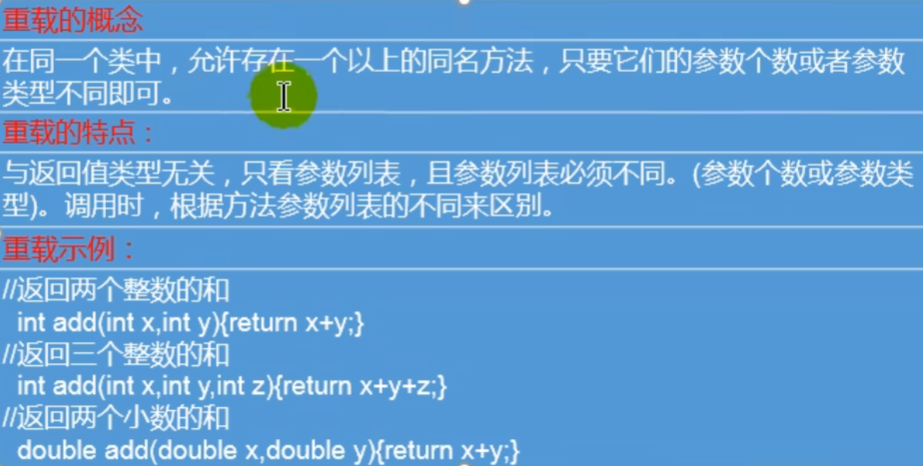 重载的概念
在同一个类中，允许存在一个以上的同名方法，只要它们的参数个数或者参数
类型不同即可。
重载的特点：
与返回值类型无关，只看参数列表，且参数列表必须不同。(参数个数或参数类
型)。调用时，根据方法参数列表的不同来区别。
重载示例：
//返回两个整数的和
int add(int x,int y){return x+y;}
//返回三个整数的和
int add(int x,int y,int z){return x+y+z;}
//返回两个小数的和
double add(double x,double y){return x+y;}